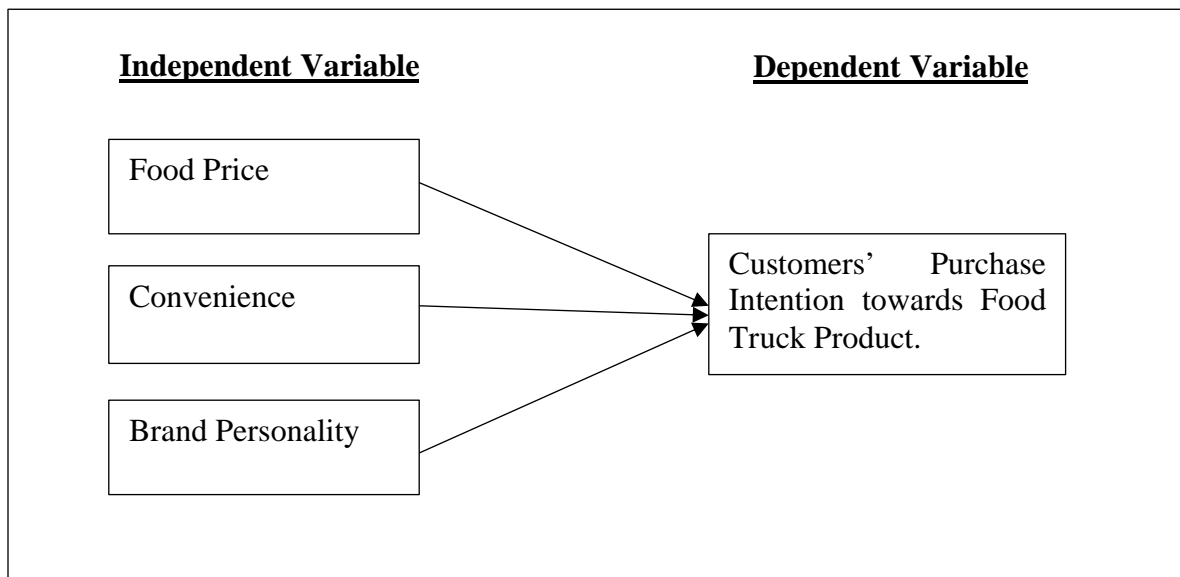 Independent Variable
Dependent Variable
Food Price
Convenience
Brand Personality
Customers’ Purchase
Intention towards Food
Truck Product.